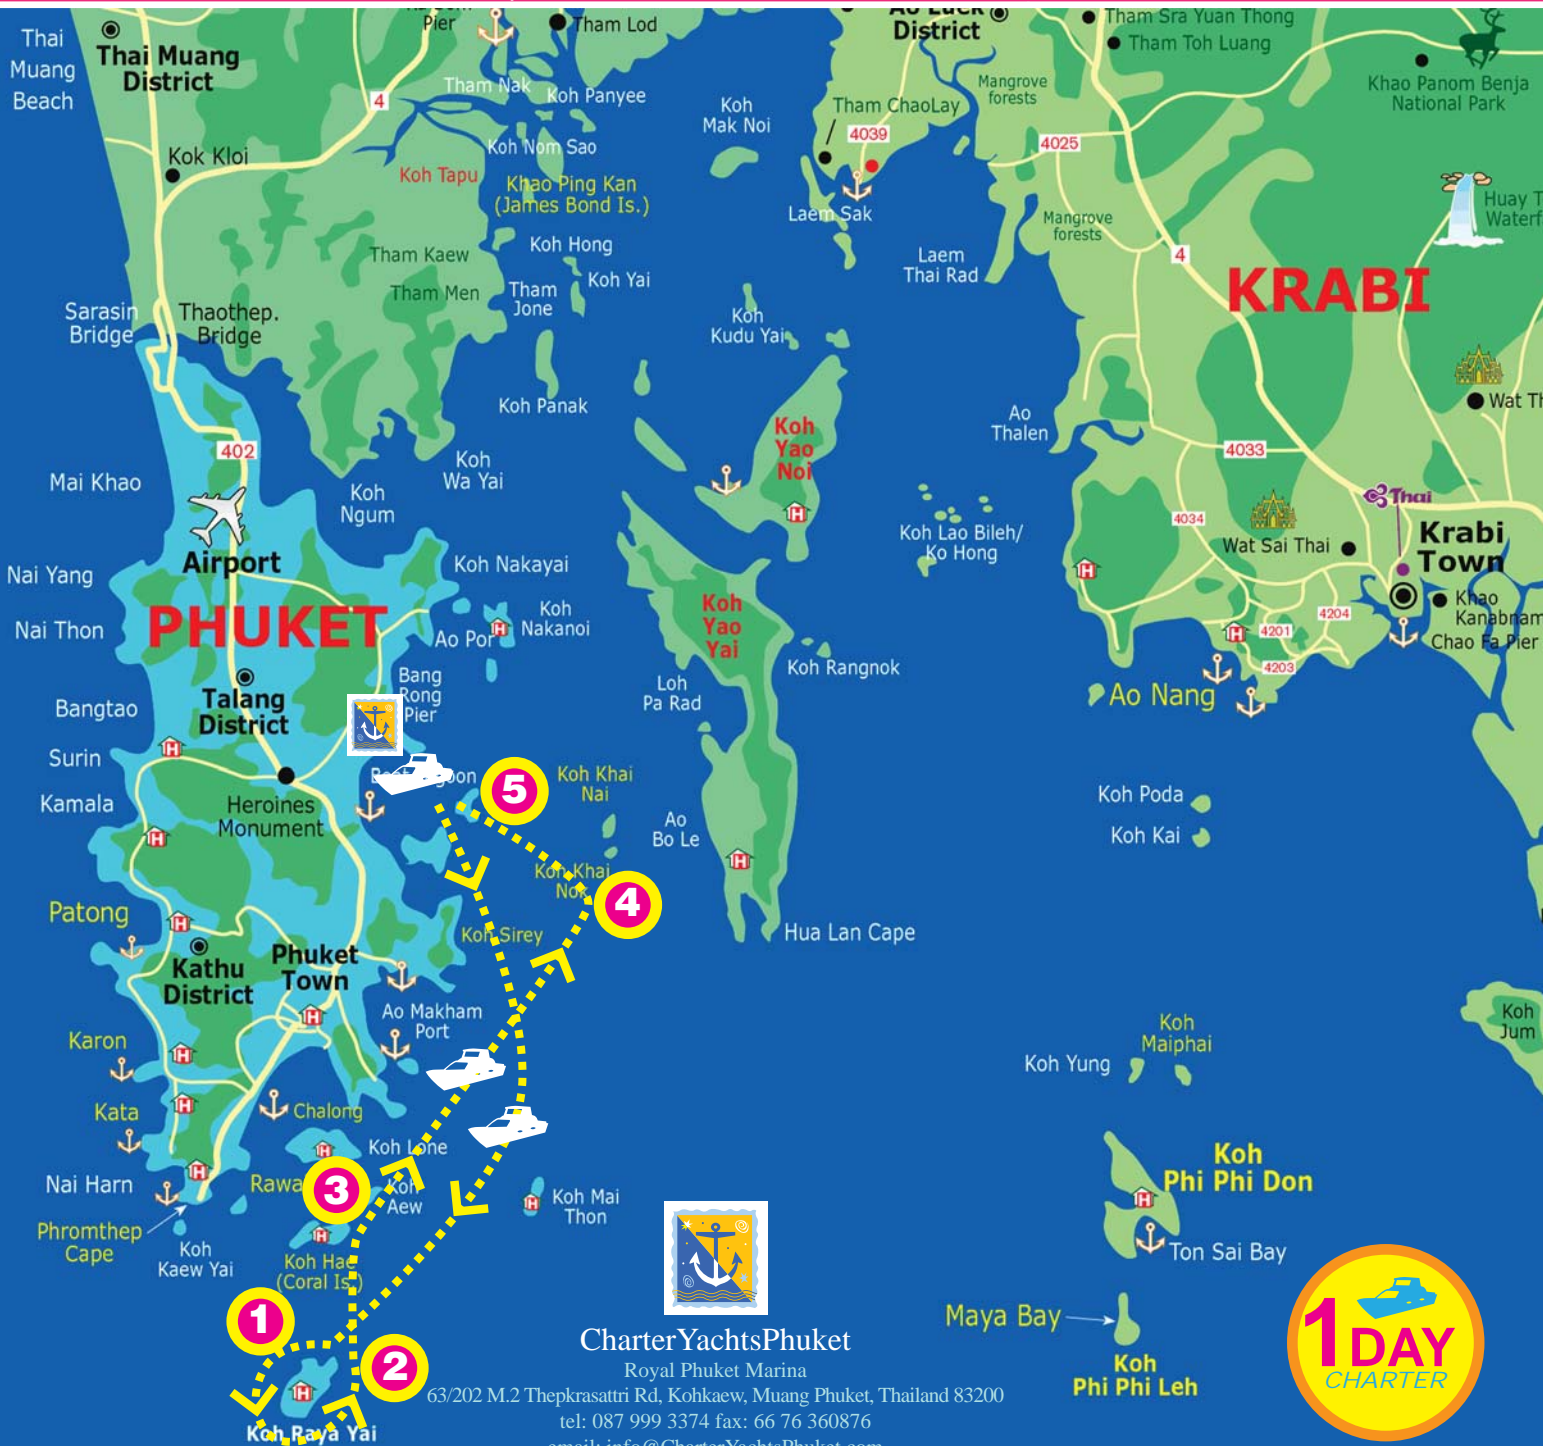 Thai
Muang
Beach
Thai Muang
District
Pier
Tham Lod
District
Tham Sra Yuan Thong
Tham Toh Luang
Khao Panom Benja
National Park
4
Tham Nak
Koh Panyee
Koh
Mak Noi
Tham ChaoLay
4039
Mangrove
forests
4025
Kok Kloi
Koh Nom Sao
Koh Tapu
Khao Ping Kan
(James Bond Is.)
Laem Sak
Mangrove
forests
Huay T
Waterf
Tham Kaew
Koh Hong
Koh Yai
Laem
Thai Rad
4
KRABI
Tham Men
Tham
Jone
Sarasin
Bridge
Thaothep.
Bridge
Koh
Kudu Yai
Koh Panak
Koh
Yao
Noi
Ao
Thalen
Wat Th
402
4033
Mai Khao
Koh
Wa Yai
Koh
Ngum
Thai
4034
Koh Lao Bileh/
Ko Hong
Wat Sai Thai
Krabi
Town
Airport
Nai Yang
Koh Nakayai
PHUKET
Koh
Nakanoi
Koh
Yao
Yai
4204
4201
Khao
Kanabnam
Nai Thon
Ao Por
Chao Fa Pier
4203
Koh Rangnok
Bang
Rong
Pier
Loh
Pa Rad
Ao Nang
Talang
District
Bangtao
Surin
Koh Khai
Nai
5
Kamala
Heroines
Monument
Koh Poda
Koh Kai
Ao
Bo Le
Koh Khai
Nok
4
Patong
Koh Sirey
Hua Lan Cape
Kathu
District
Phuket
Town
Ao Makham
Port
Koh
Jum
Karon
Koh
Maiphai
Koh Yung
Kata
Chalong
Koh Lone
Koh
Phi Phi Don
Nai Harn
Rawa
3
Koh
Aew
Koh Mai
Thon
Phromthep
Cape
Koh
Kaew Yai
Koh Hae
(Coral Is.)
Ton Sai Bay
1
2
Maya Bay
Koh
Phi Phi Leh
Koh Raya Yai
CharterYachtsPhuket
Royal Phuket Marina
63/202 M.2 Thepkrasattri Rd, Kohkaew, Muang Phuket, Thailand 83200
tel: 087 999 3374 fax: 66 76 360876
email: info@CharterYachtsPhuket.com
1 DAY
CHARTER